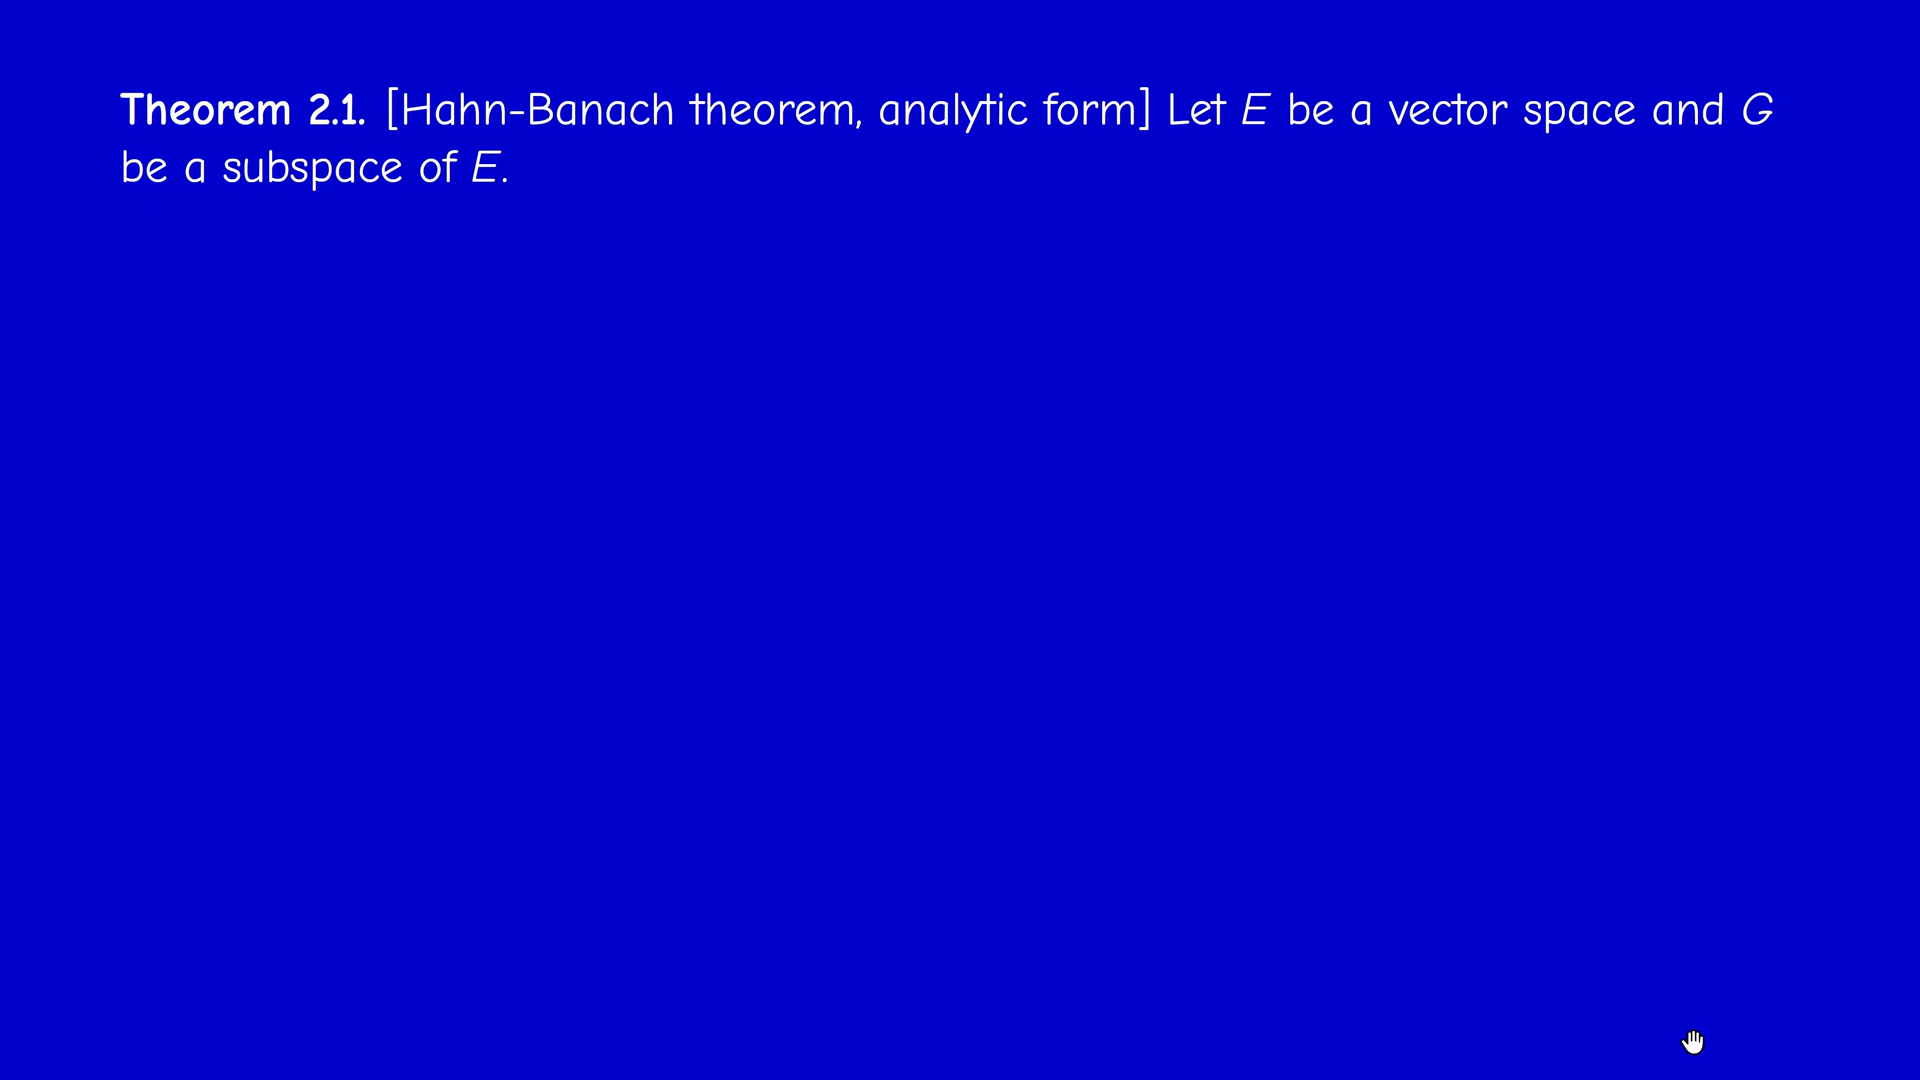 Theorem 2.1. [Hahn-Banach theorem, analytic form] Let E be a vector space and G
be a subspace of E.